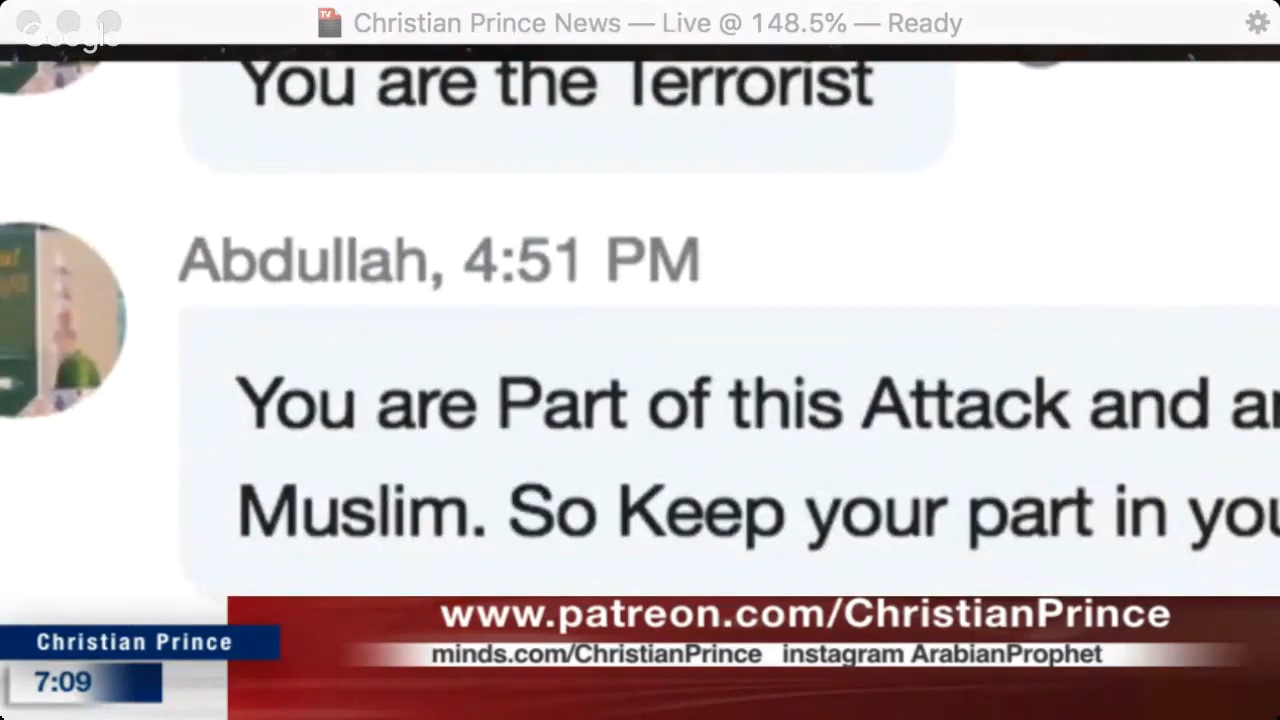 Christian Prince News — Live @ 148.5% — Ready
Google
You are the Terrorist
Abdullah, 4:51 PM
You are Part of this Attack and
Muslim. So Keep your part in
www.patreon.com/ChristianPrince
Christian Prince
minds.com/ChristianPrince instagram ArabianProphet
7:09